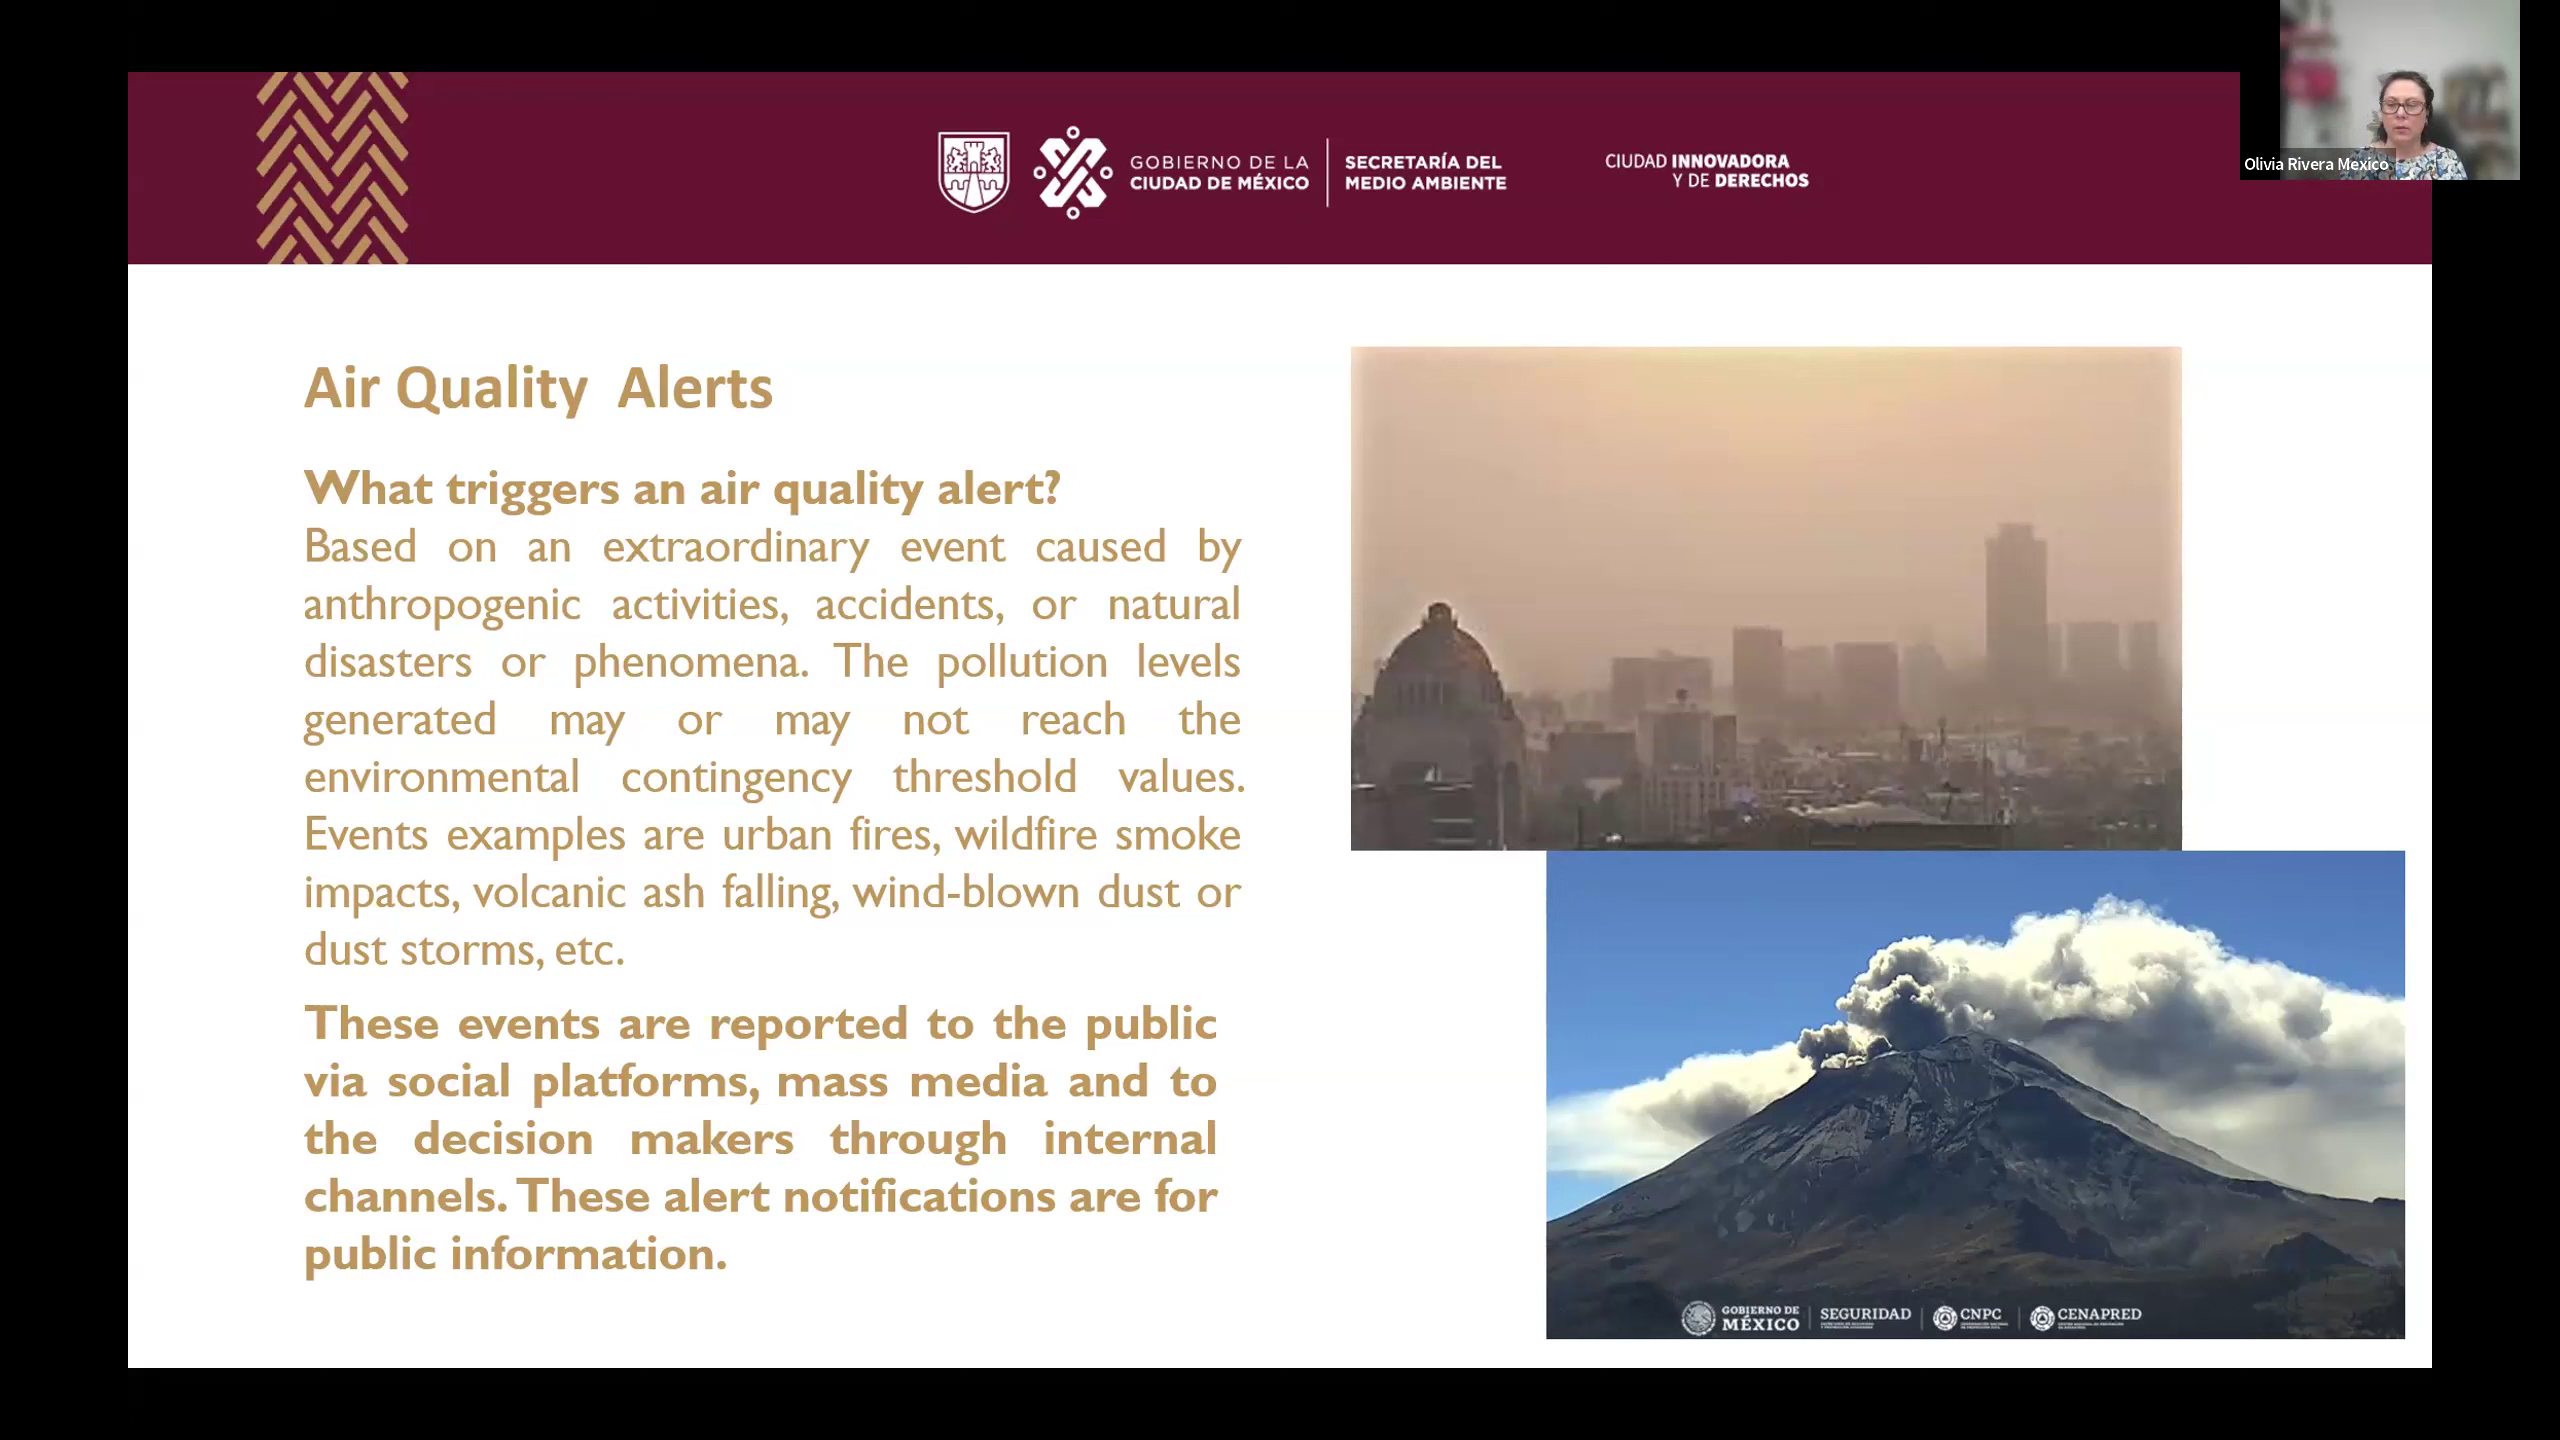 GOBIERNO DE LA
CIUDAD DE MÉXICO
SECRETARÍA DEL
MEDIO AMBIENTE
CIUDAD INNOVADORA
Y DE DERECHOS
Olivia Rivera Mexico
Air Quality Alerts
What triggers an air quality alert?
Based on an extraordinary event caused by
anthropogenic activities, accidents, or natural
disasters or phenomena. The pollution levels
generated may or may not reach the
environmental contingency threshold values.
Events examples are urban fires, wildfire smoke
impacts, volcanic ash falling, wind-blown dust or
dust storms, etc.
These events are reported to the public
via social platforms, mass media and to
the decision makers through internal
channels. These alert notifications are for
public information.
GOBIERNO DE
MÉXICO
SEGURIDAD
CNPC
CENAPRED